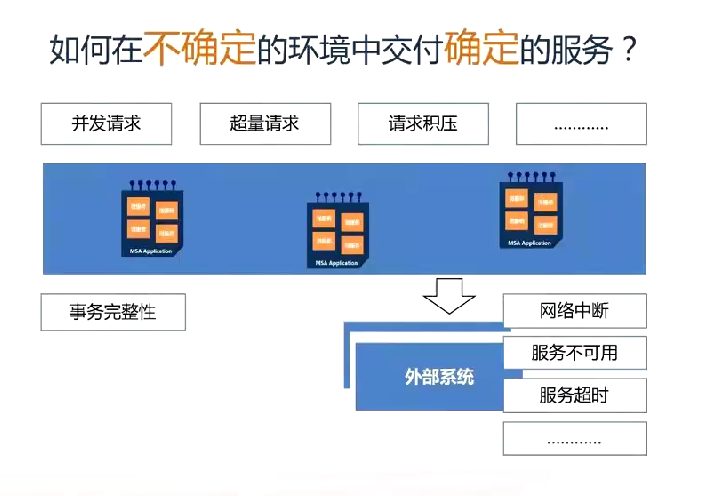 如何在不确定的环境中交付确定的服务？
并发请求
超量请求
请求积压
............
MSA Application
MSA Application
MSA Application
事务完整性
网络中断
服务不可用
外部系统
服务超时
............